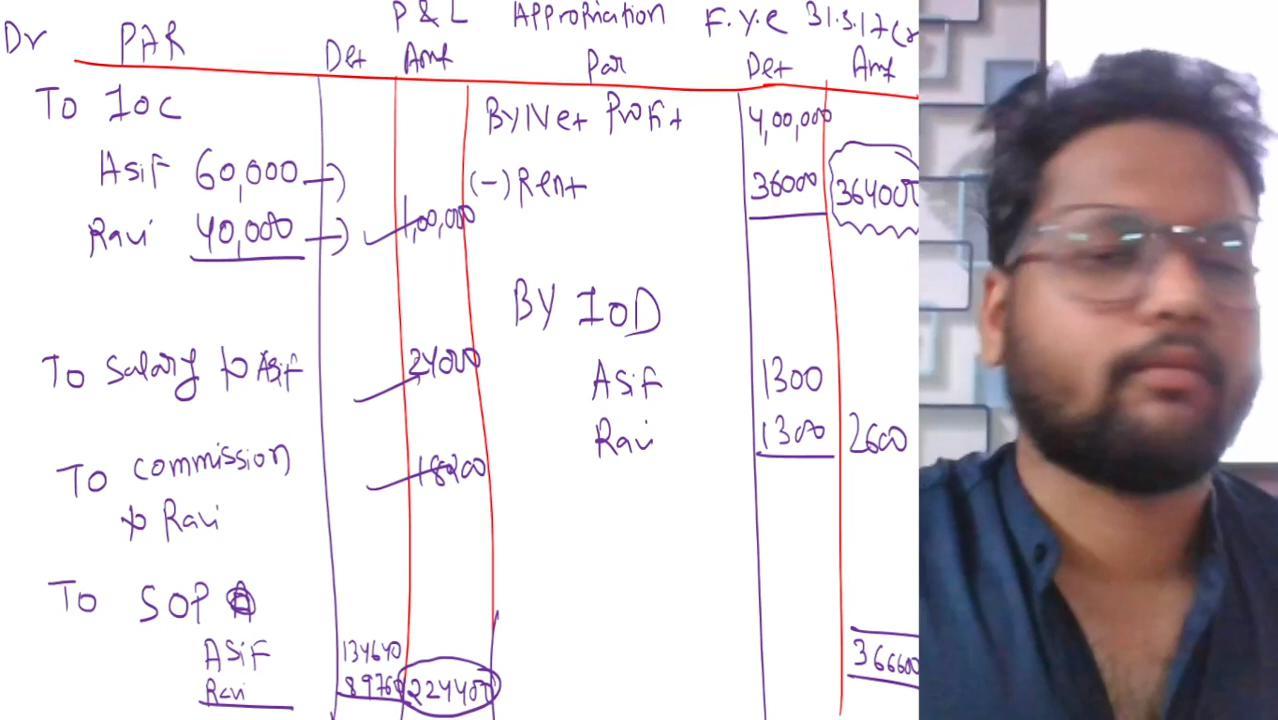 P & L Appropriation F.Y.E 31.3.17 (r
Dr PAR Det Amt Par Det Amt
To IOC By Net Profit 4,00,000
Asif 60,000 (-) Rent 36000 364000
Ravi 40,000 1,00,000
BY IOD
To Salary to Asif 24000 Asif 1300
Ravi 1300 2600
To commission 18200
to Ravi
To SOP
Asif 134640 366600
Ravi 89760 224400